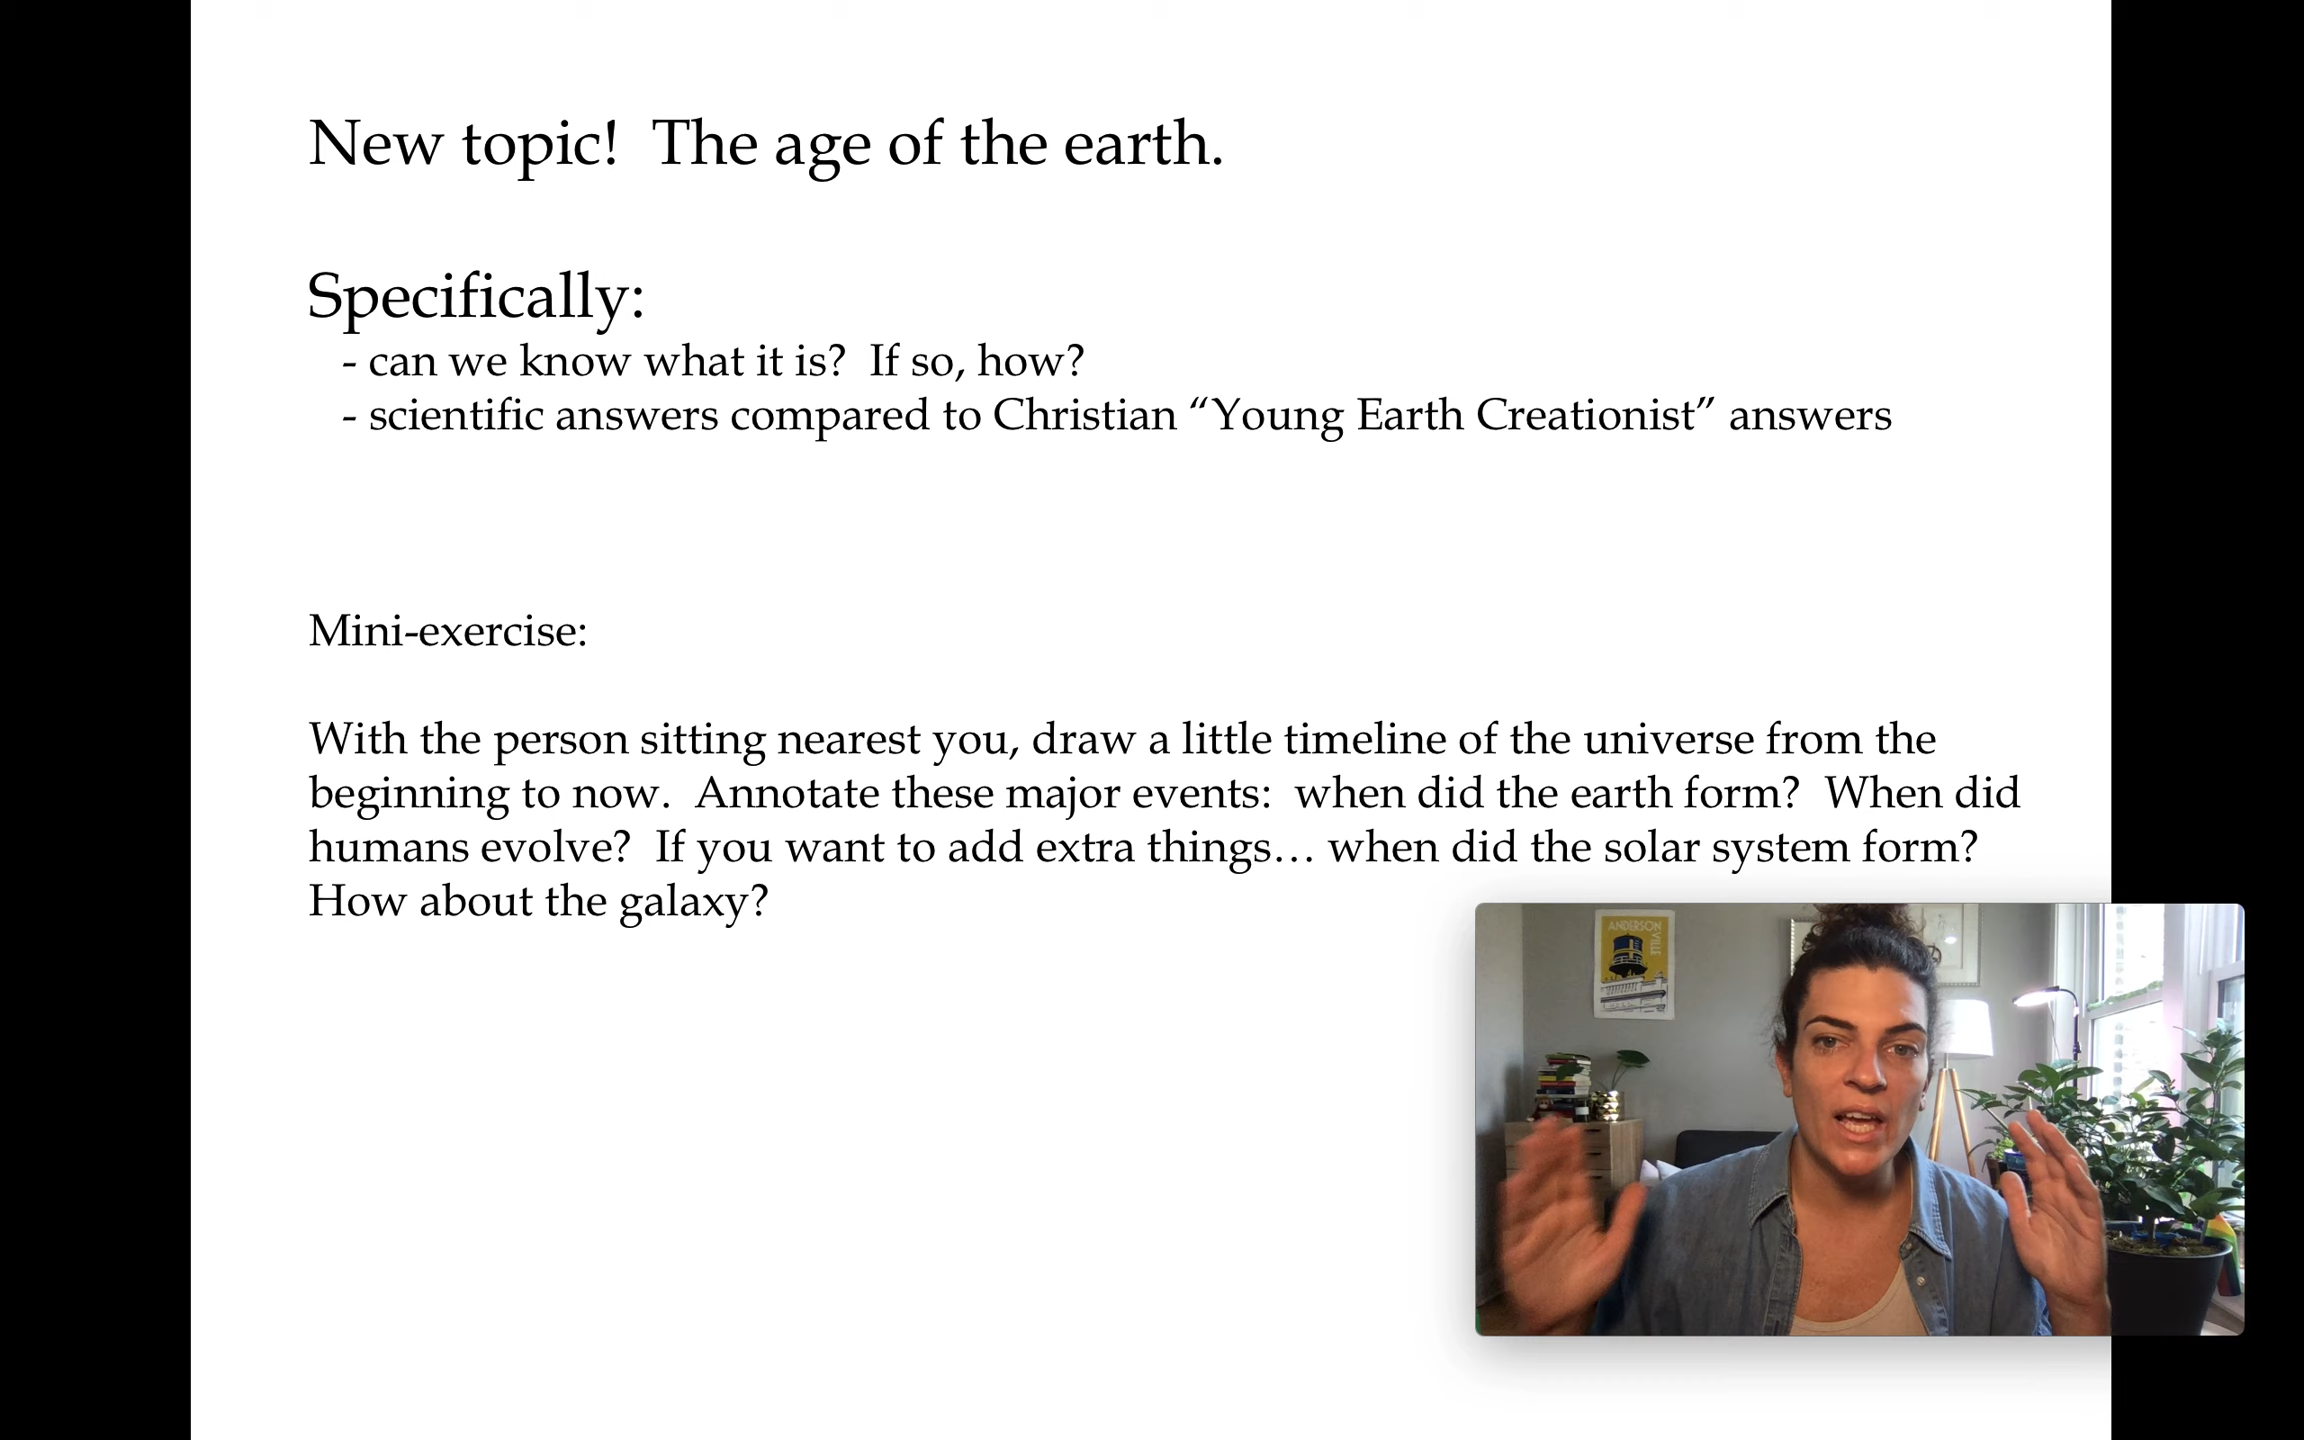 New topic!  The age of the earth.
Specifically:
- can we know what it is?  If so, how?
- scientific answers compared to Christian “Young Earth Creationist” answers
Mini-exercise:
With the person sitting nearest you, draw a little timeline of the universe from the
beginning to now.  Annotate these major events:  when did the earth form?  When did
humans evolve?  If you want to add extra things… when did the solar system form?
How about the galaxy?
ANDERSON
VILLE